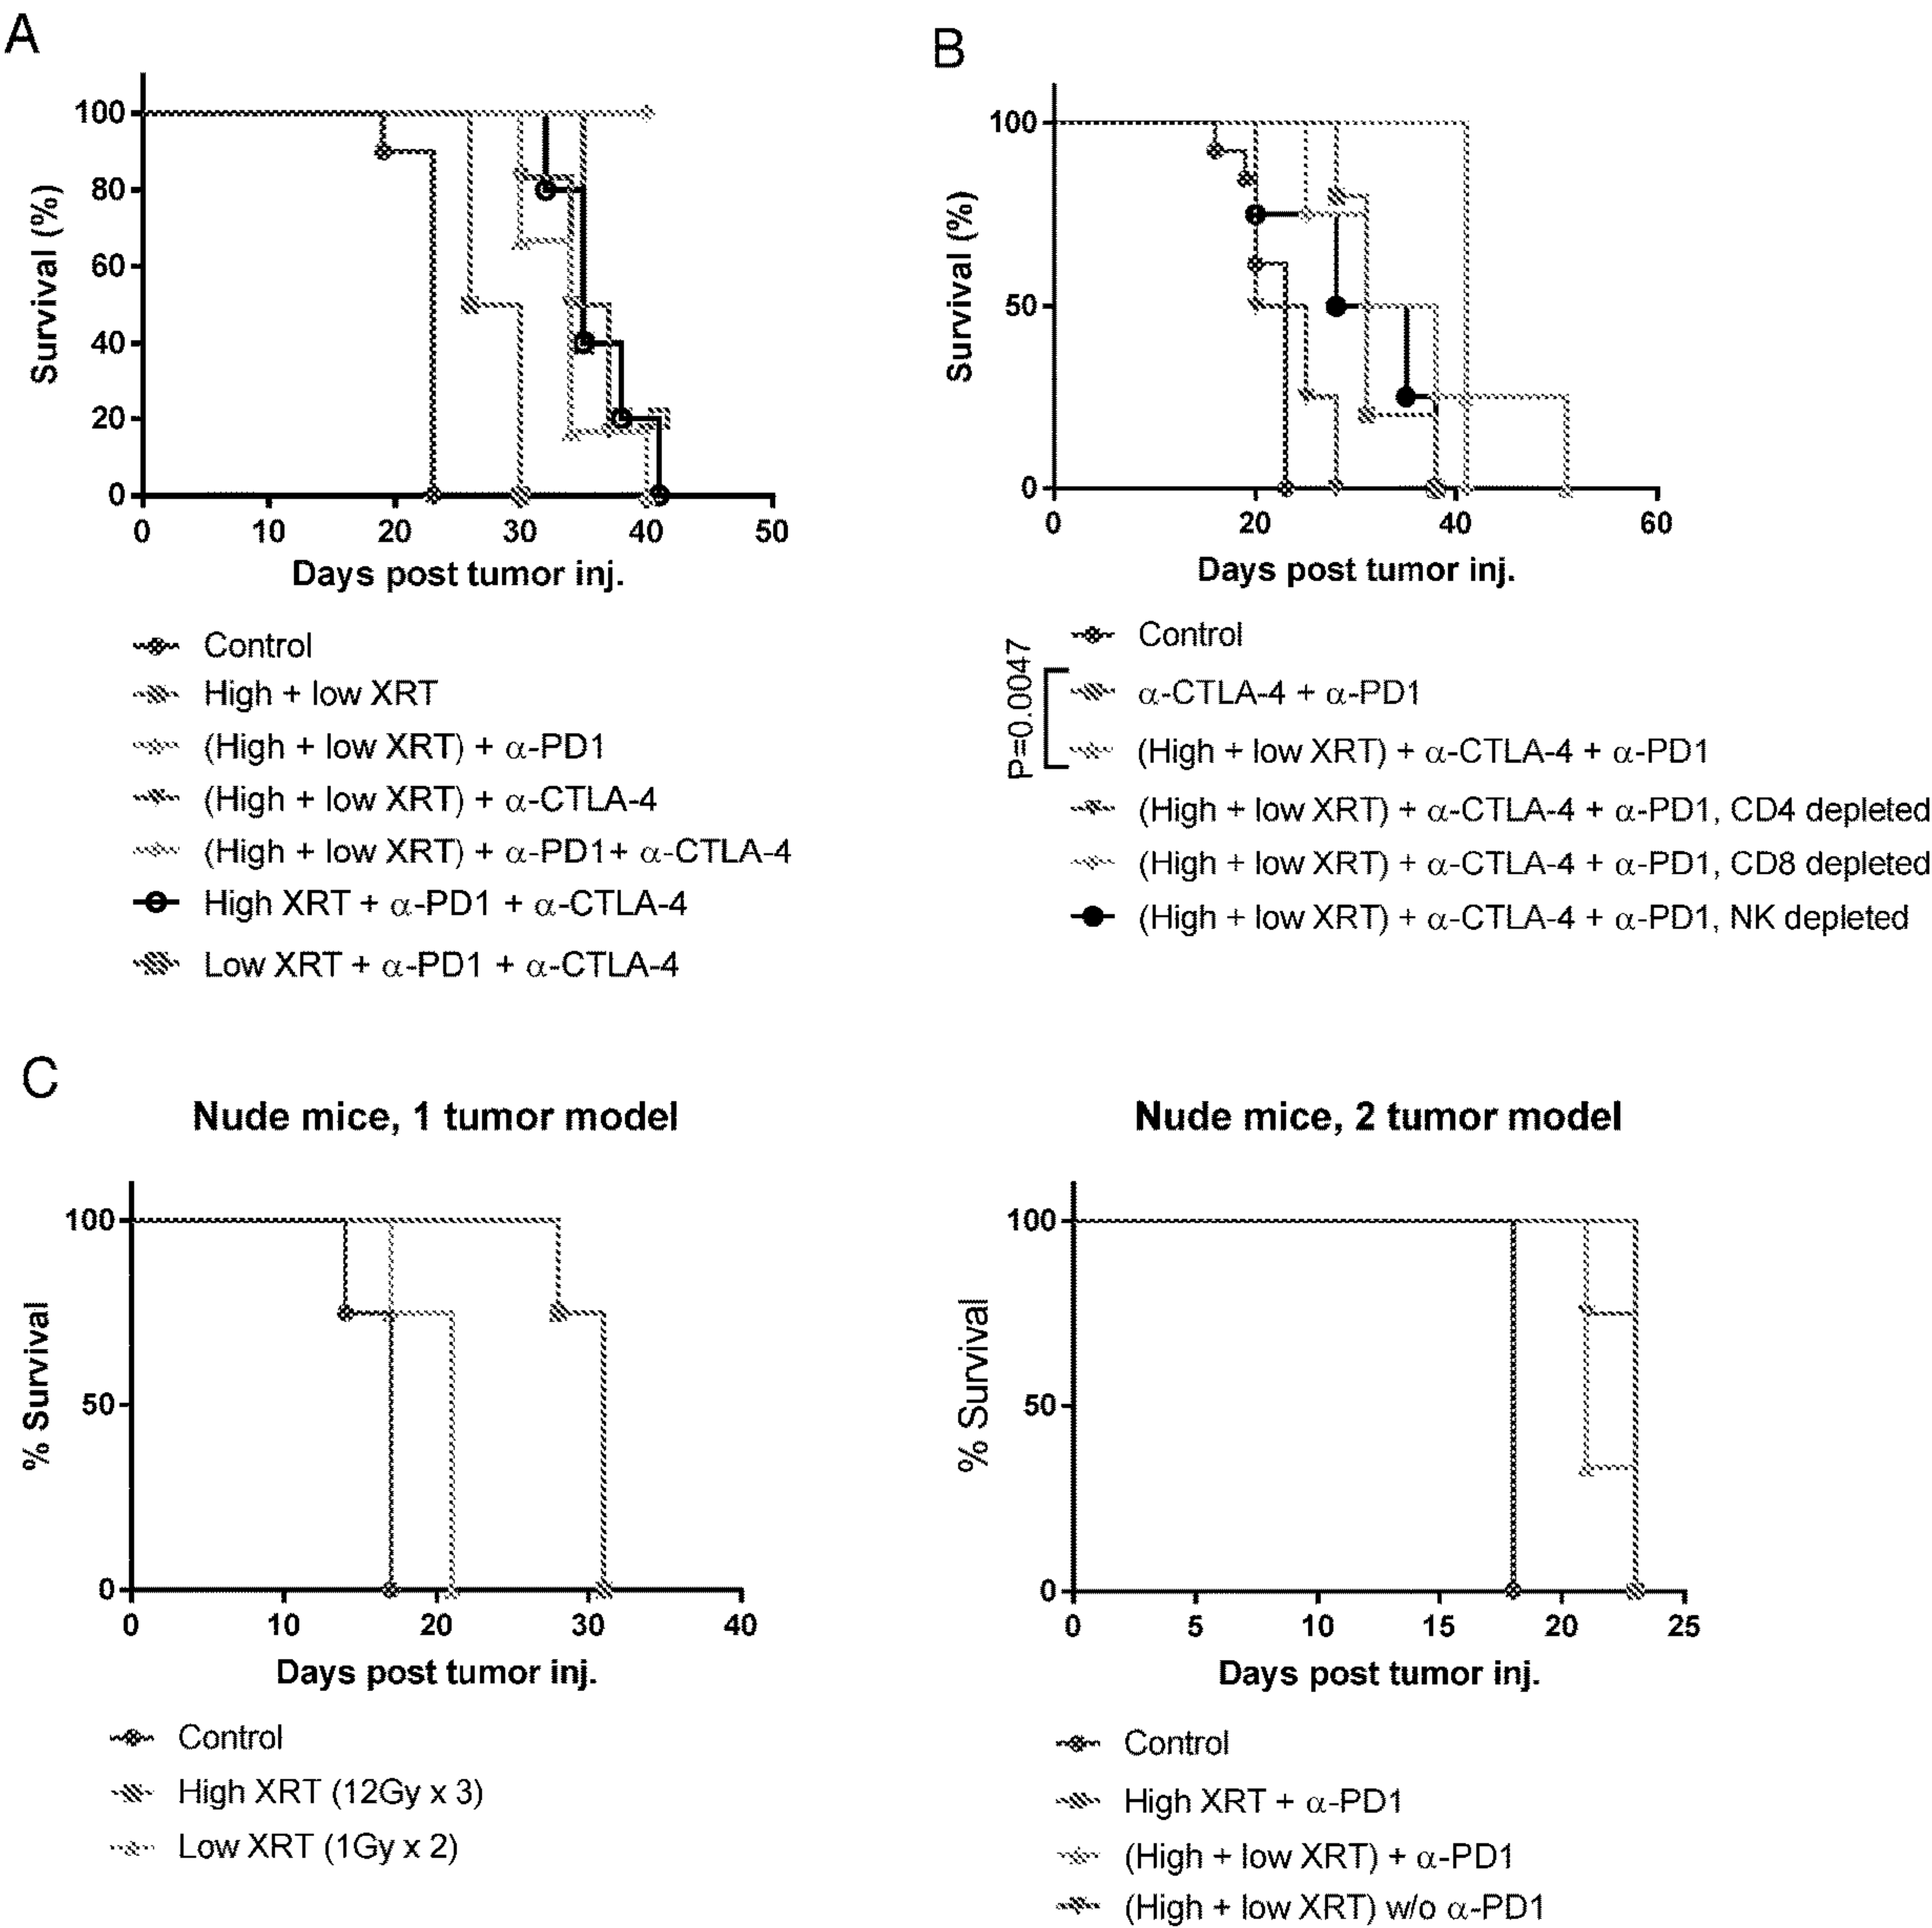 A
100
80
60
40
20
0
Survival (%)
0 10 20 30 40 50
Days post tumor inj.
Control
High + low XRT
(High + low XRT) + α-PD1
(High + low XRT) + α-CTLA-4
(High + low XRT) + α-PD1+ α-CTLA-4
High XRT + α-PD1 + α-CTLA-4
Low XRT + α-PD1 + α-CTLA-4
B
100
50
0
Survival (%)
0 20 40 60
Days post tumor inj.
P=0.0047
Control
α-CTLA-4 + α-PD1
(High + low XRT) + α-CTLA-4 + α-PD1
(High + low XRT) + α-CTLA-4 + α-PD1, CD4 depleted
(High + low XRT) + α-CTLA-4 + α-PD1, CD8 depleted
(High + low XRT) + α-CTLA-4 + α-PD1, NK depleted
C
Nude mice, 1 tumor model
100
50
0
% Survival
0 10 20 30 40
Days post tumor inj.
Control
High XRT (12Gy x 3)
Low XRT (1Gy x 2)
Nude mice, 2 tumor model
100
50
0
% Survival
0 5 10 15 20 25
Days post tumor inj.
Control
High XRT + α-PD1
(High + low XRT) + α-PD1
(High + low XRT) w/o α-PD1